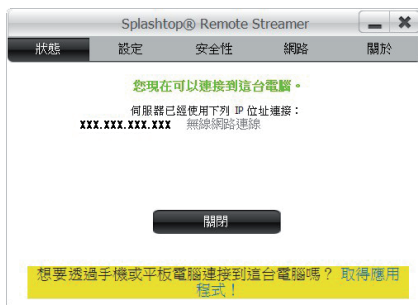 Splashtop® Remote Streamer
狀態 設定 安全性 網路 關於
您現在可以連接到這台電腦。
伺服器已經使用下列 IP 位址連接：
xxx.xxx.xxx.xxx 無線網路連線
關閉
想要透過手機或平板電腦連接到這台電腦嗎？ 取得應用
程式！